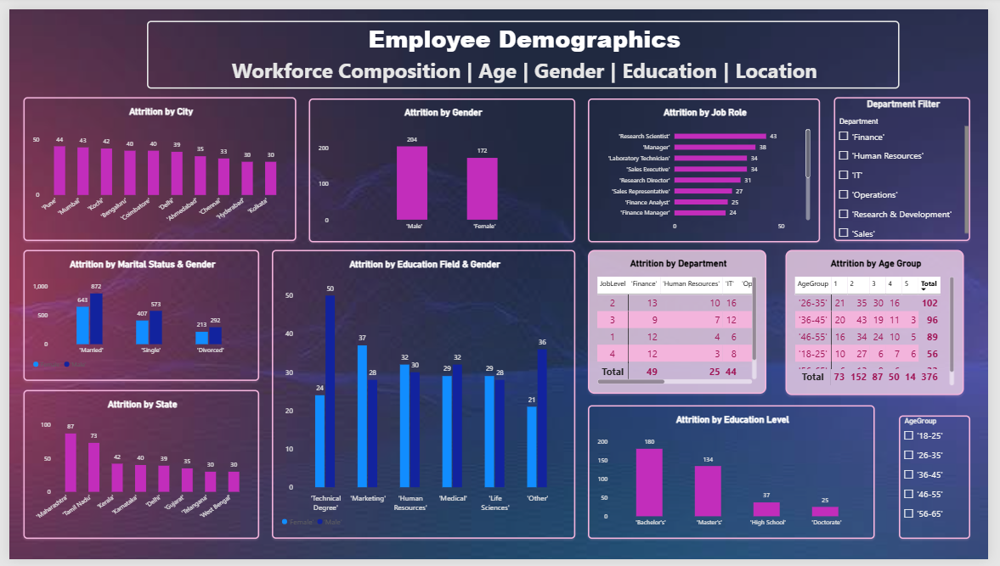 Employee Demographics
Workforce Composition | Age | Gender | Education | Location
Attrition by City
50
0
44
43
42
40
40
39
35
33
30
30
'Pune'
'Mumbai'
'Kochi'
'Bengaluru'
'Coimbatore'
'Delhi'
'Ahmedabad'
'Chennai'
'Hyderabad'
'Kolkata'
Attrition by Gender
200
100
0
204
172
'Male'
'Female'
Attrition by Job Role
'Research Scientist' 43
'Manager' 38
'Laboratory Technician' 34
'Sales Executive' 34
'Research Director' 31
'Sales Representative' 27
'Finance Analyst' 25
'Finance Manager' 24
0 50
Department Filter
Department
'Finance'
'Human Resources'
'IT'
'Operations'
'Research & Development'
'Sales'
Attrition by Marital Status & Gender
1,000
500
0
643
872
407
573
213
292
'Married'
'Single'
'Divorced'
Female Male
Attrition by Education Field & Gender
50
40
30
20
10
0
24
50
37
28
32
30
29
32
29
28
21
36
'Technical Degree'
'Marketing'
'Human Resources'
'Medical'
'Life Sciences'
'Other'
Female Male
Attrition by Department
JobLevel 'Finance' 'Human Resources' 'IT' 'Op
2 13 10 16
3 9 7 12
1 12 4 6
4 12 3 8
Total 49 25 44
Attrition by Age Group
AgeGroup 1 2 3 4 5 Total
'26-35' 21 35 30 16 102
'36-45' 20 43 19 11 3 96
'46-55' 16 34 24 10 5 89
'18-25' 10 27 6 7 6 56
Total 73 152 87 50 14 376
Attrition by State
100
50
0
87
73
42
40
39
35
30
30
'Maharashtra'
'Tamil Nadu'
'Kerala'
'Karnataka'
'Delhi'
'Gujarat'
'Telangana'
'West Bengal'
Attrition by Education Level
200
150
100
50
0
180
134
37
25
'Bachelor's'
'Master's'
'High School'
'Doctorate'
AgeGroup
'18-25'
'26-35'
'36-45'
'46-55'
'56-65'